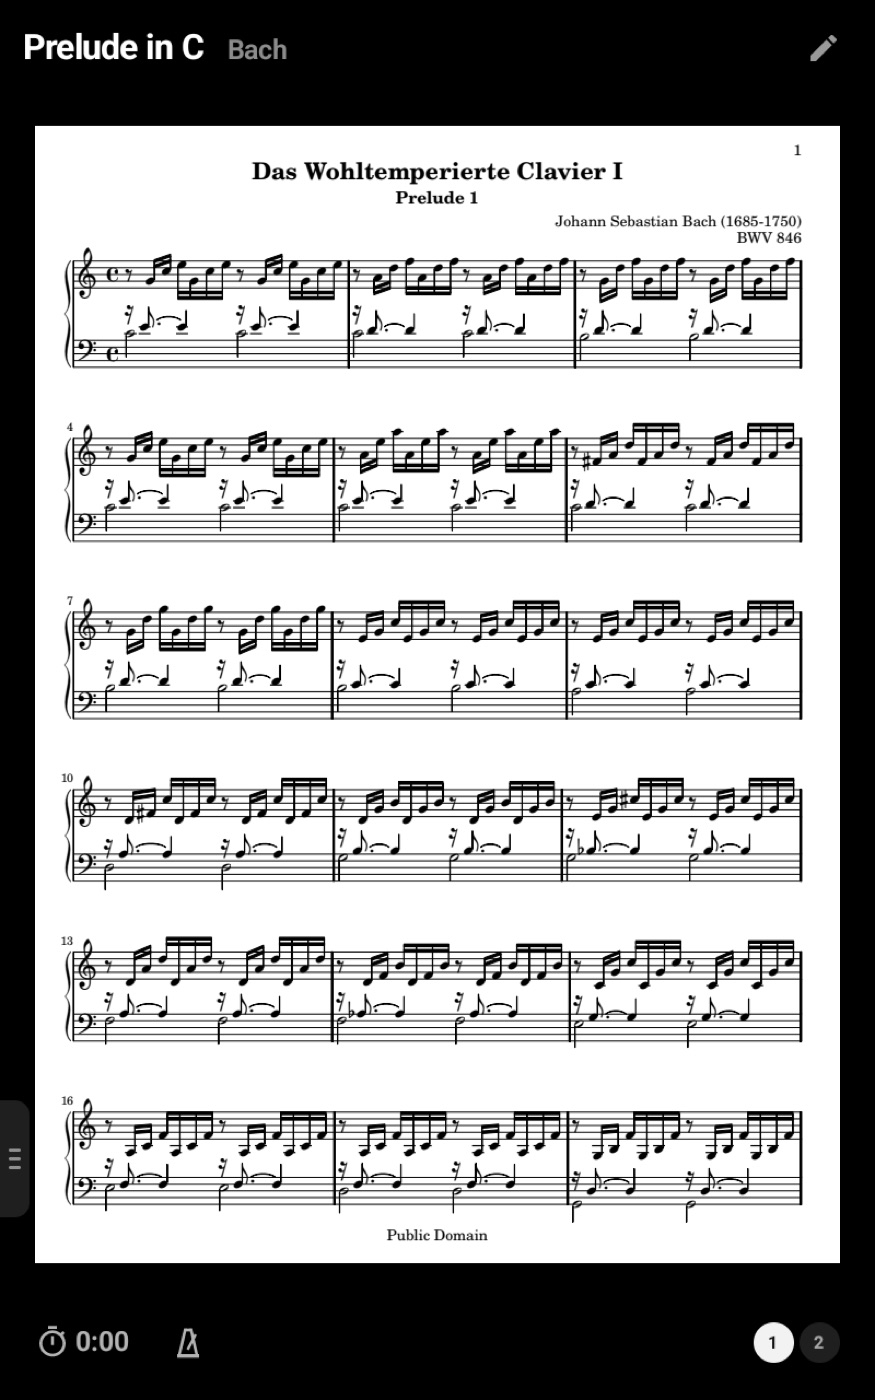 Prelude in C Bach
1
Das Wohltemperierte Clavier I
Prelude 1
Johann Sebastian Bach (1685-1750)
BWV 846
4
7
10
13
16
Public Domain
0:00
1 2